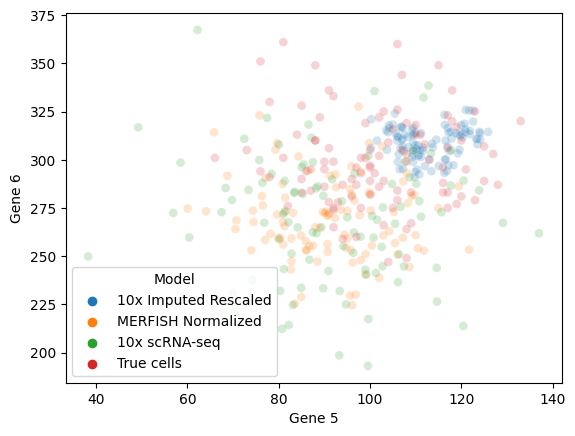 375
350
325
300
275
250
225
200
Gene 6
Model
10x Imputed Rescaled
MERFISH Normalized
10x scRNA-seq
True cells
40 60 80 100 120 140
Gene 5